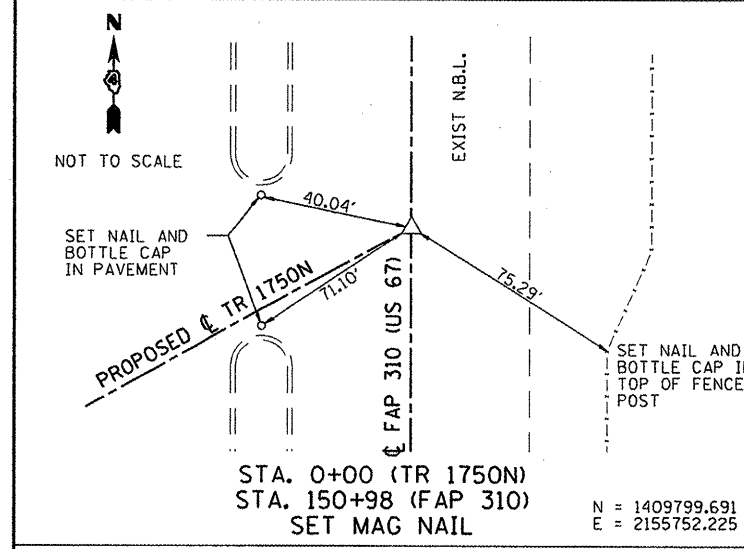 N
4
NOT TO SCALE
EXIST N.B.L.
40.04'
SET NAIL AND
BOTTLE CAP
IN PAVEMENT
71.10'
75.29'
PROPOSED ℄ TR 1750N
℄ FAP 310 (US 67)
SET NAIL AND
BOTTLE CAP I
TOP OF FENCE
POST
STA. 0+00 (TR 1750N)
STA. 150+98 (FAP 310)
SET MAG NAIL
N = 1409799.691
E = 2155752.225